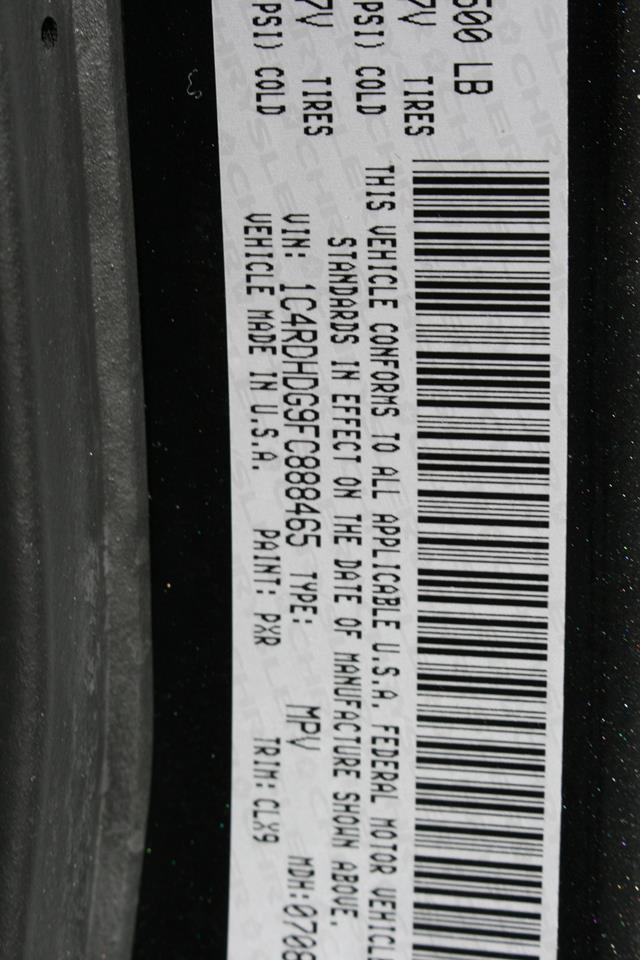 500 LB
7V TIRES
PSI) COLD
7V TIRES
PSI) COLD
THIS VEHICLE CONFORMS TO ALL APPLICABLE U.S.A. FEDERAL MOTOR VEHICL
STANDARDS IN EFFECT ON THE DATE OF MANUFACTURE SHOWN ABOVE.
VIN: 1C4RDHDG9FC888465 TYPE: MPV MDH:0708
VEHICLE MADE IN U.S.A. PAINT: PXR TRIM:CLX9